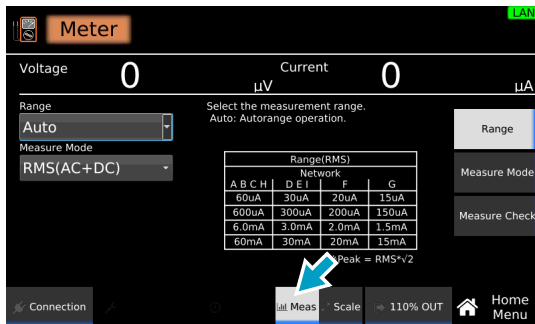 LAN
Meter
Voltage 0 µV Current 0 µA
Range
Auto
Measure Mode
RMS(AC+DC)
Select the measurement range.
Auto: Autorange operation.
Range(RMS)
Network
A B C H D E I F G
60uA 30uA 20uA 15uA
600uA 300uA 200uA 150uA
6.0mA 3.0mA 2.0mA 1.5mA
60mA 30mA 20mA 15mA
Peak = RMS*√2
Range
Measure Mode
Measure Check
Connection
Meas
Scale
110% OUT
Home
Menu